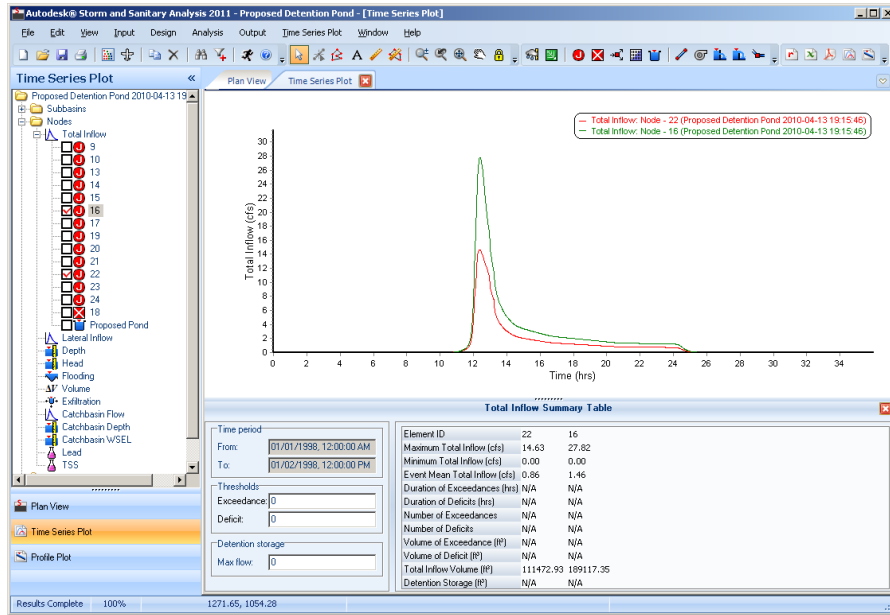 Autodesk® Storm and Sanitary Analysis 2011 - Proposed Detention Pond - [Time Series Plot]
File Edit View Input Design Analysis Output Time Series Plot Window Help
Time Series Plot «
Plan View Time Series Plot
Proposed Detention Pond 2010-04-13 19
Subbasins
Nodes
Total Inflow
9
10
13
14
15
16
17
19
20
21
22
23
24
18
Proposed Pond
Lateral Inflow
Depth
Head
Flooding
ΔV Volume
Exfiltration
Catchbasin Flow
Catchbasin Depth
Catchbasin WSEL
Lead
TSS
Plan View
Time Series Plot
Profile Plot
Total Inflow: Node - 22 (Proposed Detention Pond 2010-04-13 19:15:46)
Total Inflow: Node - 16 (Proposed Detention Pond 2010-04-13 19:15:46)
Total Inflow (cfs)
30
28
26
24
22
20
18
16
14
12
10
8
6
4
2
0
0 2 4 6 8 10 12 14 16 18 20 22 24 26 28 30 32 34
Time (hrs)
Total Inflow Summary Table
Time period
From: 01/01/1998, 12:00:00 AM
To: 01/02/1998, 12:00:00 PM
Thresholds
Exceedance: 0
Deficit: 0
Detention storage
Max flow: 0
Element ID 22 16
Maximum Total Inflow (cfs) 14.63 27.82
Minimum Total Inflow (cfs) 0.00 0.00
Event Mean Total Inflow (cfs) 0.86 1.46
Duration of Exceedances (hrs) N/A N/A
Duration of Deficits (hrs) N/A N/A
Number of Exceedances N/A N/A
Number of Deficits N/A N/A
Volume of Exceedance (ft³) N/A N/A
Volume of Deficit (ft³) N/A N/A
Total Inflow Volume (ft³) 111472.93 189117.35
Detention Storage (ft³) N/A N/A
Results Complete 100% 1271.65, 1054.28